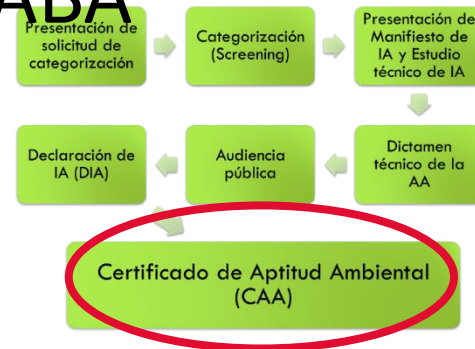 ABA
Presentación de
solicitud de
categorización
Categorización
(Screening)
Presentación de
Manifiesto de
IA y Estudio
técnico de IA
Declaración de
IA (DIA)
Audiencia
pública
Dictamen
técnico de la
AA
Certificado de Aptitud Ambiental
(CAA)